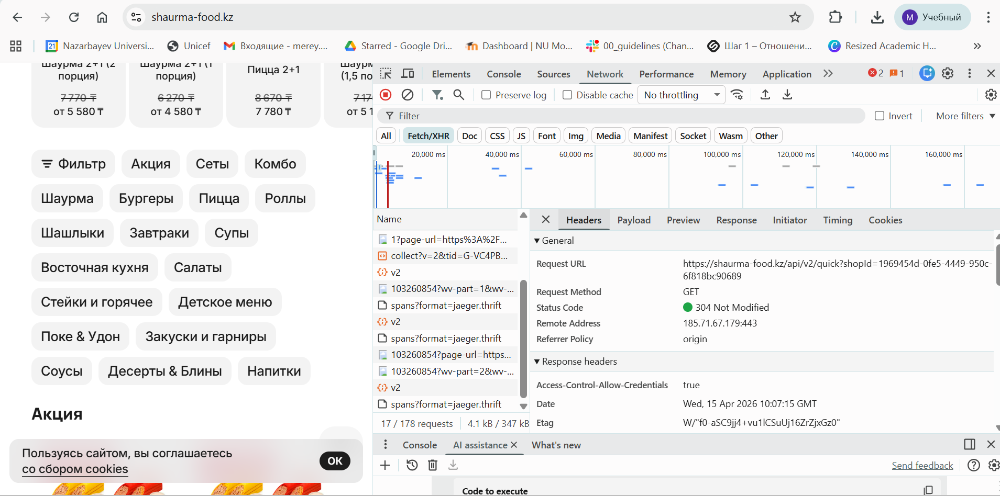 shaurma-food.kz
M Учебный
21 Nazarbayev Universi...
Unicef
Входящие - merey....
Starred - Google Dri...
Dashboard | NU Mo...
00_guidelines (Chan...
Шаг 1 – Отношени...
Resized Academic H...
Шаурма 2+1 (2 порция)
7 770 ₸
от 5 580 ₸
Шаурма 2+1 (1 порция)
6 270 ₸
от 4 580 ₸
Пицца 2+1
8 670 ₸
7 780 ₸
Шаурм
(1,5 по
7 17
от 5 1
Фильтр
Акция
Сеты
Комбо
Шаурма
Бургеры
Пицца
Роллы
Шашлыки
Завтраки
Супы
Восточная кухня
Салаты
Стейки и горячее
Детское меню
Поке & Удон
Закуски и гарниры
Соусы
Десерты & Блины
Напитки
Акция
Пользуясь сайтом, вы соглашаетесь
со сбором cookies
ОК
Elements Console Sources Network Performance Memory Application 2 1
Preserve log Disable cache No throttling
Filter Invert More filters
All Fetch/XHR Doc CSS JS Font Img Media Manifest Socket Wasm Other
20,000 ms 40,000 ms 60,000 ms 80,000 ms 100,000 ms 120,000 ms 140,000 ms 160,000 ms
Name
1?page-url=https%3A%2F...
collect?v=2&tid=G-VC4PB...
v2
103260854?wv-part=1&wv-...
spans?format=jaeger.thrift
v2
spans?format=jaeger.thrift
103260854?page-url=https...
103260854?wv-part=2&wv-...
v2
spans?format=jaeger.thrift
17 / 178 requests 4.1 kB / 347 kB
Headers Payload Preview Response Initiator Timing Cookies
General
Request URL https://shaurma-food.kz/api/v2/quick?shopId=1969454d-0fe5-4449-950c-
6f818bc90689
Request Method GET
Status Code 304 Not Modified
Remote Address 185.71.67.179:443
Referrer Policy origin
Response headers
Access-Control-Allow-Credentials true
Date Wed, 15 Apr 2026 10:07:15 GMT
Etag W/"f0-aSC9jj4+vu1lCSuUj16ZrZjxGz0"
Console AI assistance What's new
Send feedback
Code to execute